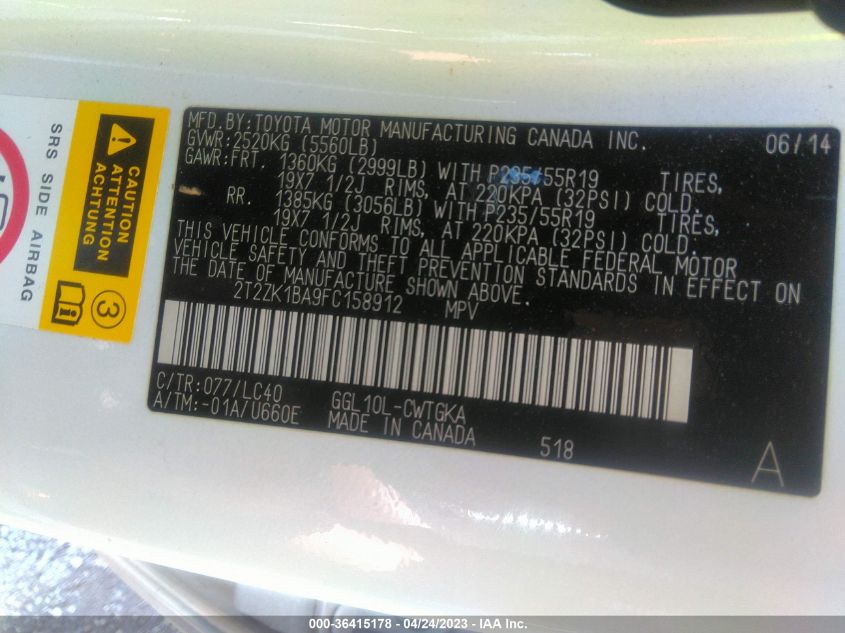 SRS SIDE AIRBAG
CAUTION
ATTENTION
ACHTUNG
3
MFD.BY:TOYOTA MOTOR MANUFACTURING CANADA INC. 06/14
GVWR:2520KG (5560LB)
GAWR:FRT. 1360KG (2999LB) WITH P235/55R19 TIRES,
19X7 1/2J RIMS, AT 220KPA (32PSI) COLD.
RR. 1385KG (3056LB) WITH P235/55R19 TIRES,
19X7 1/2J RIMS, AT 220KPA (32PSI) COLD.
THIS VEHICLE CONFORMS TO ALL APPLICABLE FEDERAL MOTOR
VEHICLE SAFETY AND THEFT PREVENTION STANDARDS IN EFFECT ON
THE DATE OF MANUFACTURE SHOWN ABOVE.
2T2ZK1BA9FC158912 MPV
C/TR:077/LC40 GGL10L-CWTGKA
A/TM:-01A/U660E MADE IN CANADA 518
A
000-36415178 - 04/24/2023 - IAA Inc.